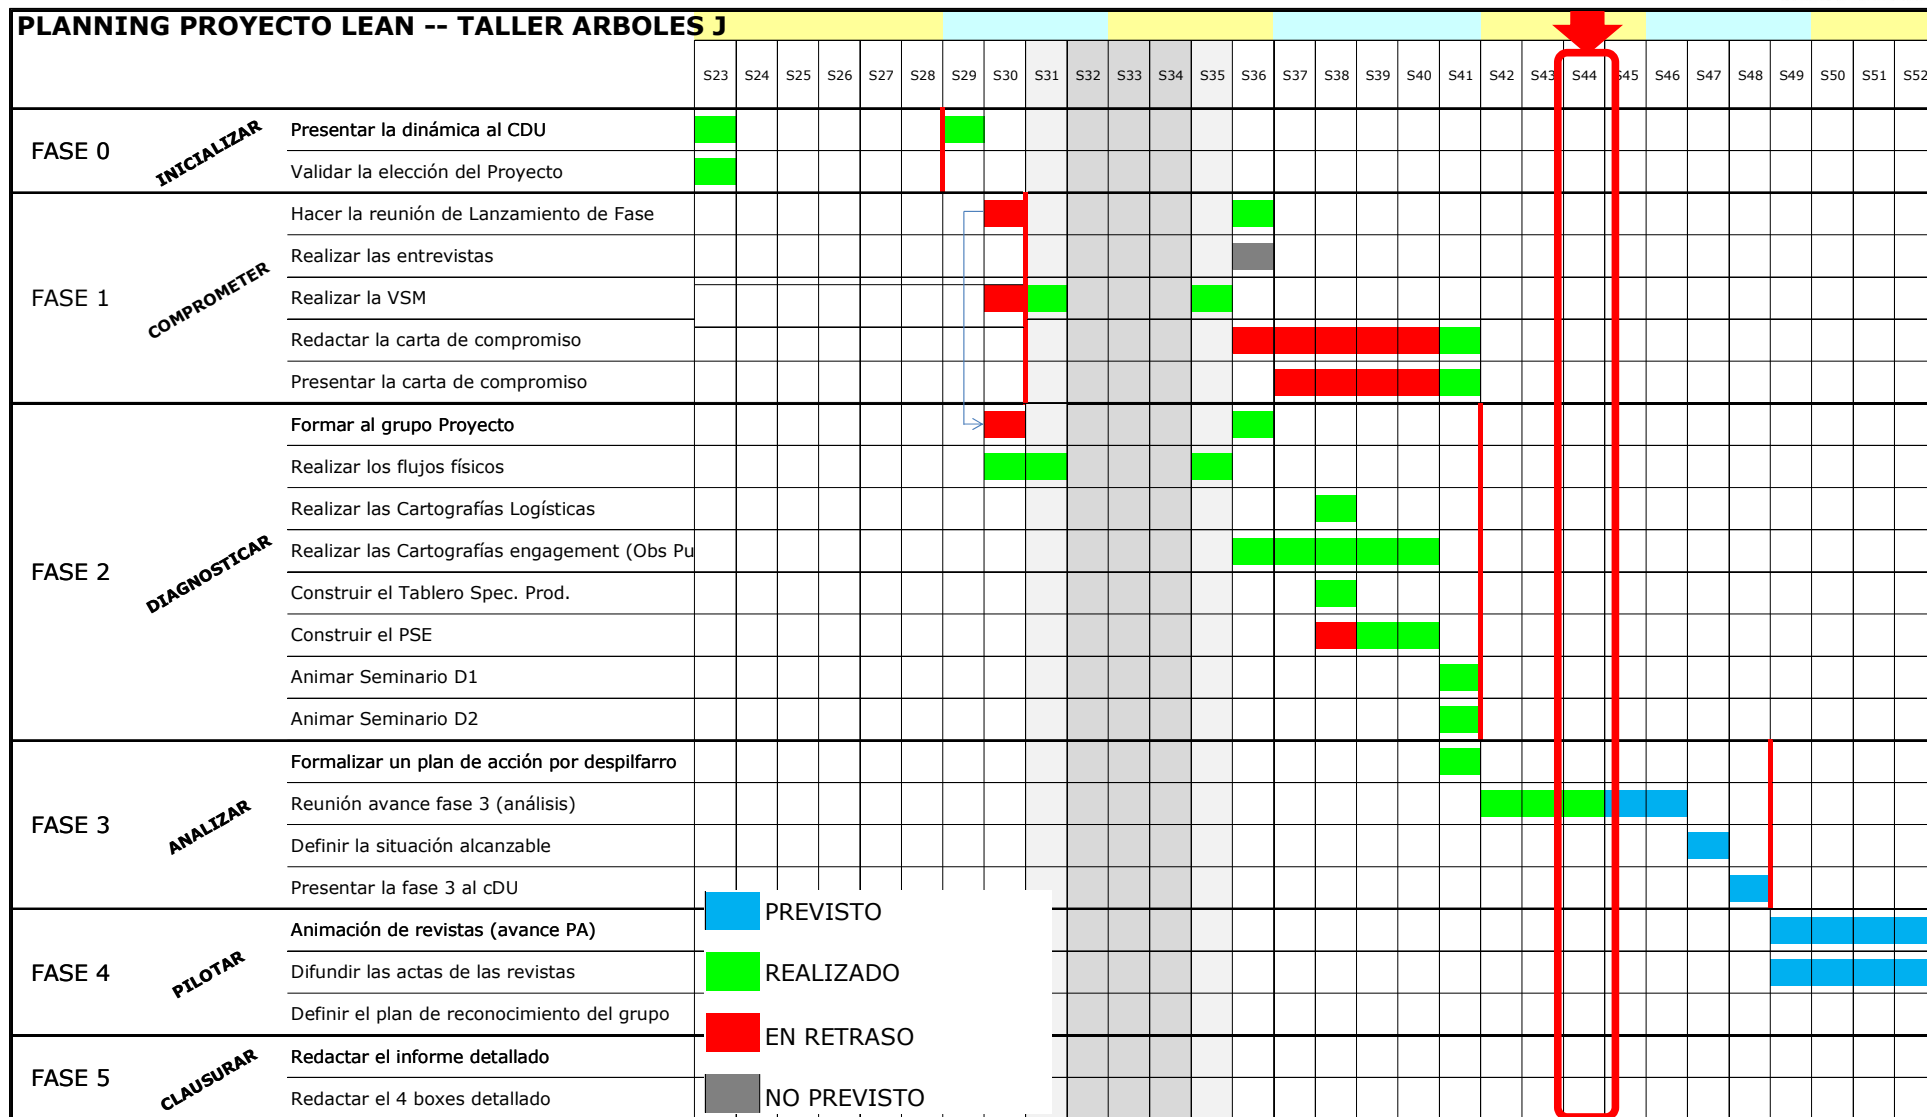 PLANNING PROYECTO LEAN -- TALLER ARBOLES J
S23 S24 S25 S26 S27 S28 S29 S30 S31 S32 S33 S34 S35 S36 S37 S38 S39 S40 S41 S42 S43 S44 S45 S46 S47 S48 S49 S50 S51 S52
FASE 0
INICIALIZAR
Presentar la dinámica al CDU
Validar la elección del Proyecto
FASE 1
COMPROMETER
Hacer la reunión de Lanzamiento de Fase
Realizar las entrevistas
Realizar la VSM
Redactar la carta de compromiso
Presentar la carta de compromiso
FASE 2
DIAGNOSTICAR
Formar al grupo Proyecto
Realizar los flujos físicos
Realizar las Cartografías Logísticas
Realizar las Cartografías engagement (Obs Pu
Construir el Tablero Spec. Prod.
Construir el PSE
Animar Seminario D1
Animar Seminario D2
FASE 3
ANALIZAR
Formalizar un plan de acción por despilfarro
Reunión avance fase 3 (análisis)
Definir la situación alcanzable
Presentar la fase 3 al cDU
FASE 4
PILOTAR
Animación de revistas (avance PA)
Difundir las actas de las revistas
Definir el plan de reconocimiento del grupo
FASE 5
CLAUSURAR
Redactar el informe detallado
Redactar el 4 boxes detallado
PREVISTO
REALIZADO
EN RETRASO
NO PREVISTO